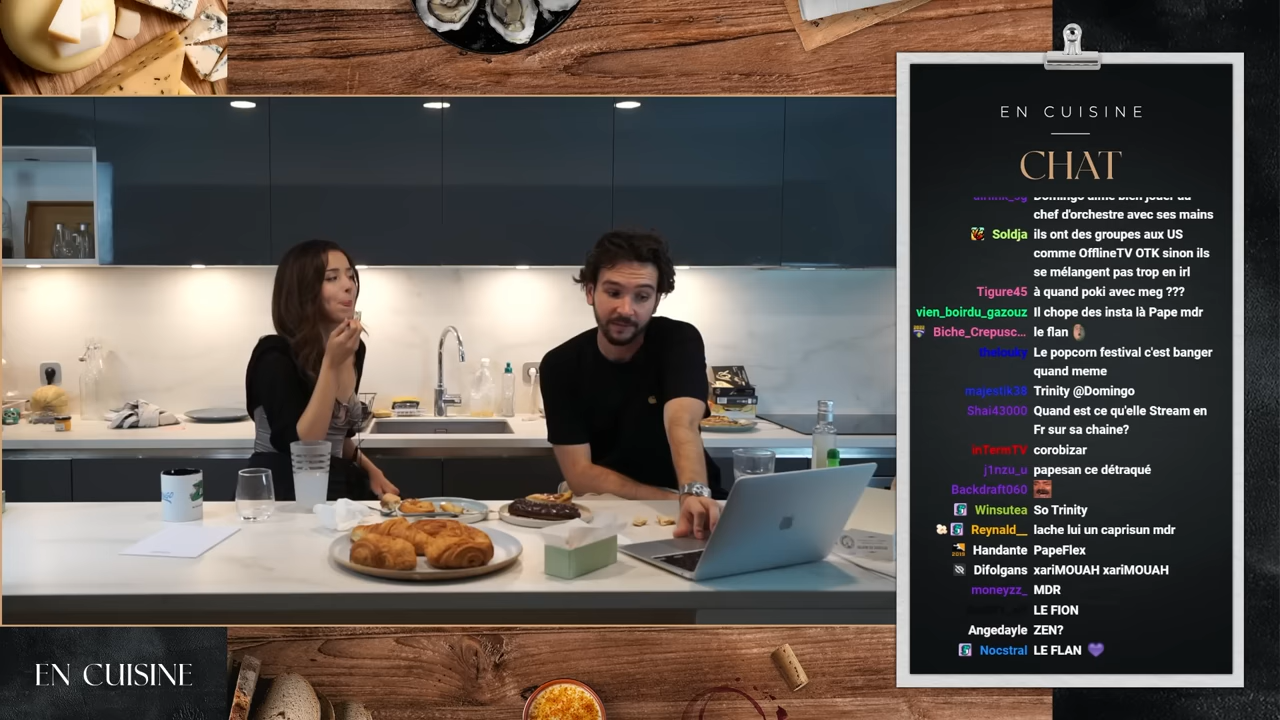 EN CUISINE
CHAT
chef d'orchestre avec ses mains
Soldja ils ont des groupes aux US
comme OfflineTV OTK sinon ils
se mélangent pas trop en irl
Tigure45 à quand poki avec meg ???
vien_boirdu_gazouz Il chope des insta là Pape mdr
Biche_Crepusc... le flan
thelouky Le popcorn festival c'est banger
quand meme
majestik38 Trinity @Domingo
Shai43000 Quand est ce qu'elle Stream en
Fr sur sa chaine?
inTermTV corobizar
j1nzu_u papesan ce détraqué
Backdraft060
Winsutea So Trinity
Reynald__ lache lui un caprisun mdr
Handante PapeFlex
Difolgans xariMOUAH xariMOUAH
moneyzz_ MDR
LE FION
Angedayle ZEN?
Nocstral LE FLAN
EN CUISINE